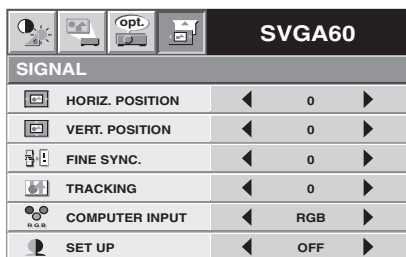 opt. SVGA60
SIGNAL
HORIZ. POSITION 0
VERT. POSITION 0
FINE SYNC. 0
TRACKING 0
RGB COMPUTER INPUT RGB
SET UP OFF